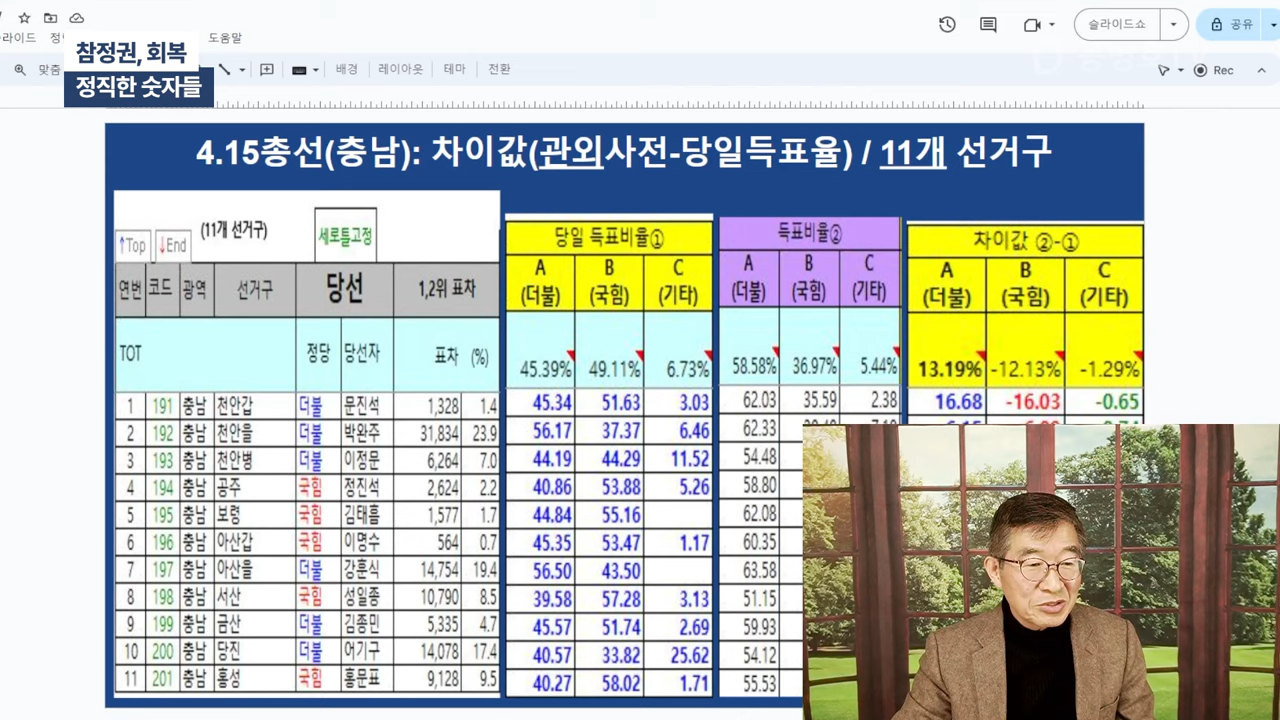 라이드
도움말
슬라이드쇼
공유
참정권, 회복
정직한 숫자들
맞춤
배경 레이아웃 테마 전환
Rec
4.15총선(충남): 차이값(관외사전-당일득표율) / 11개 선거구
↑Top ↓End (11개 선거구) 세로틀고정
당일 득표비율① 득표비율② 차이값 ②-①
연번 코드 광역 선거구 당선 1,2위 표차
A (더불) B (국힘) C (기타) A (더불) B (국힘) C (기타) A (더불) B (국힘) C (기타)
TOT 정당 당선자 표차 (%) 45.39% 49.11% 6.73% 58.58% 36.97% 5.44% 13.19% -12.13% -1.29%
1 191 충남 천안갑 더불 문진석 1,328 1.4 45.34 51.63 3.03 62.03 35.59 2.38 16.68 -16.03 -0.65
2 192 충남 천안을 더불 박완주 31,834 23.9 56.17 37.37 6.46 62.33
3 193 충남 천안병 더불 이정문 6,264 7.0 44.19 44.29 11.52 54.48
4 194 충남 공주 국힘 정진석 2,624 2.2 40.86 53.88 5.26 58.80
5 195 충남 보령 국힘 김태흠 1,577 1.7 44.84 55.16 62.08
6 196 충남 아산갑 국힘 이명수 564 0.7 45.35 53.47 1.17 60.35
7 197 충남 아산을 더불 강훈식 14,754 19.4 56.50 43.50 63.58
8 198 충남 서산 국힘 성일종 10,790 8.5 39.58 57.28 3.13 51.15
9 199 충남 금산 더불 김종민 5,335 4.7 45.57 51.74 2.69 59.93
10 200 충남 당진 더불 어기구 14,078 17.4 40.57 33.82 25.62 54.12
11 201 충남 홍성 국힘 홍문표 9,128 9.5 40.27 58.02 1.71 55.53